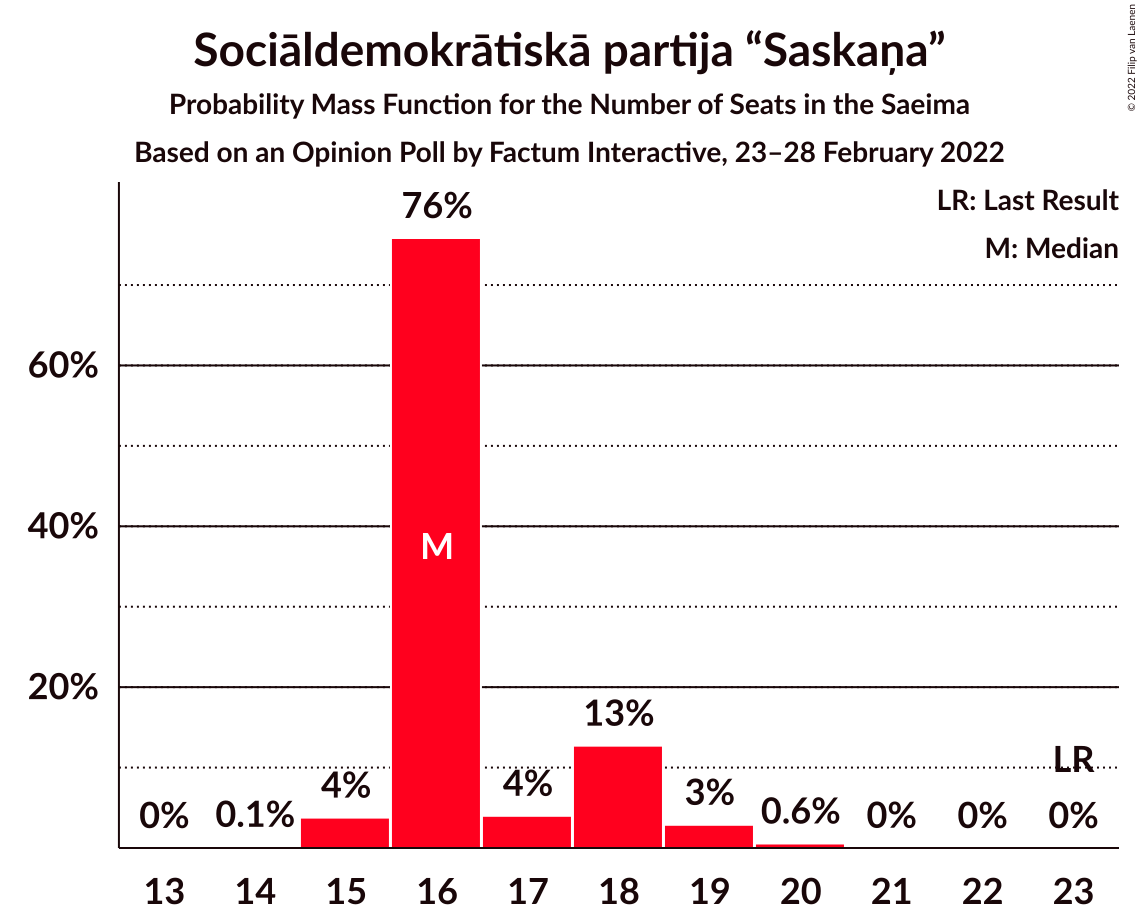 Sociāldemokrātiskā partija “Saskaņa”
Probability Mass Function for the Number of Seats in the Saeima
Based on an Opinion Poll by Factum Interactive, 23–28 February 2022
© 2022 Filip van Laenen
LR: Last Result
M: Median
60%
40%
20%
0%
0.1%
4%
76%
M
4%
13%
3%
0.6%
0%
0%
LR
0%
13 14 15 16 17 18 19 20 21 22 23